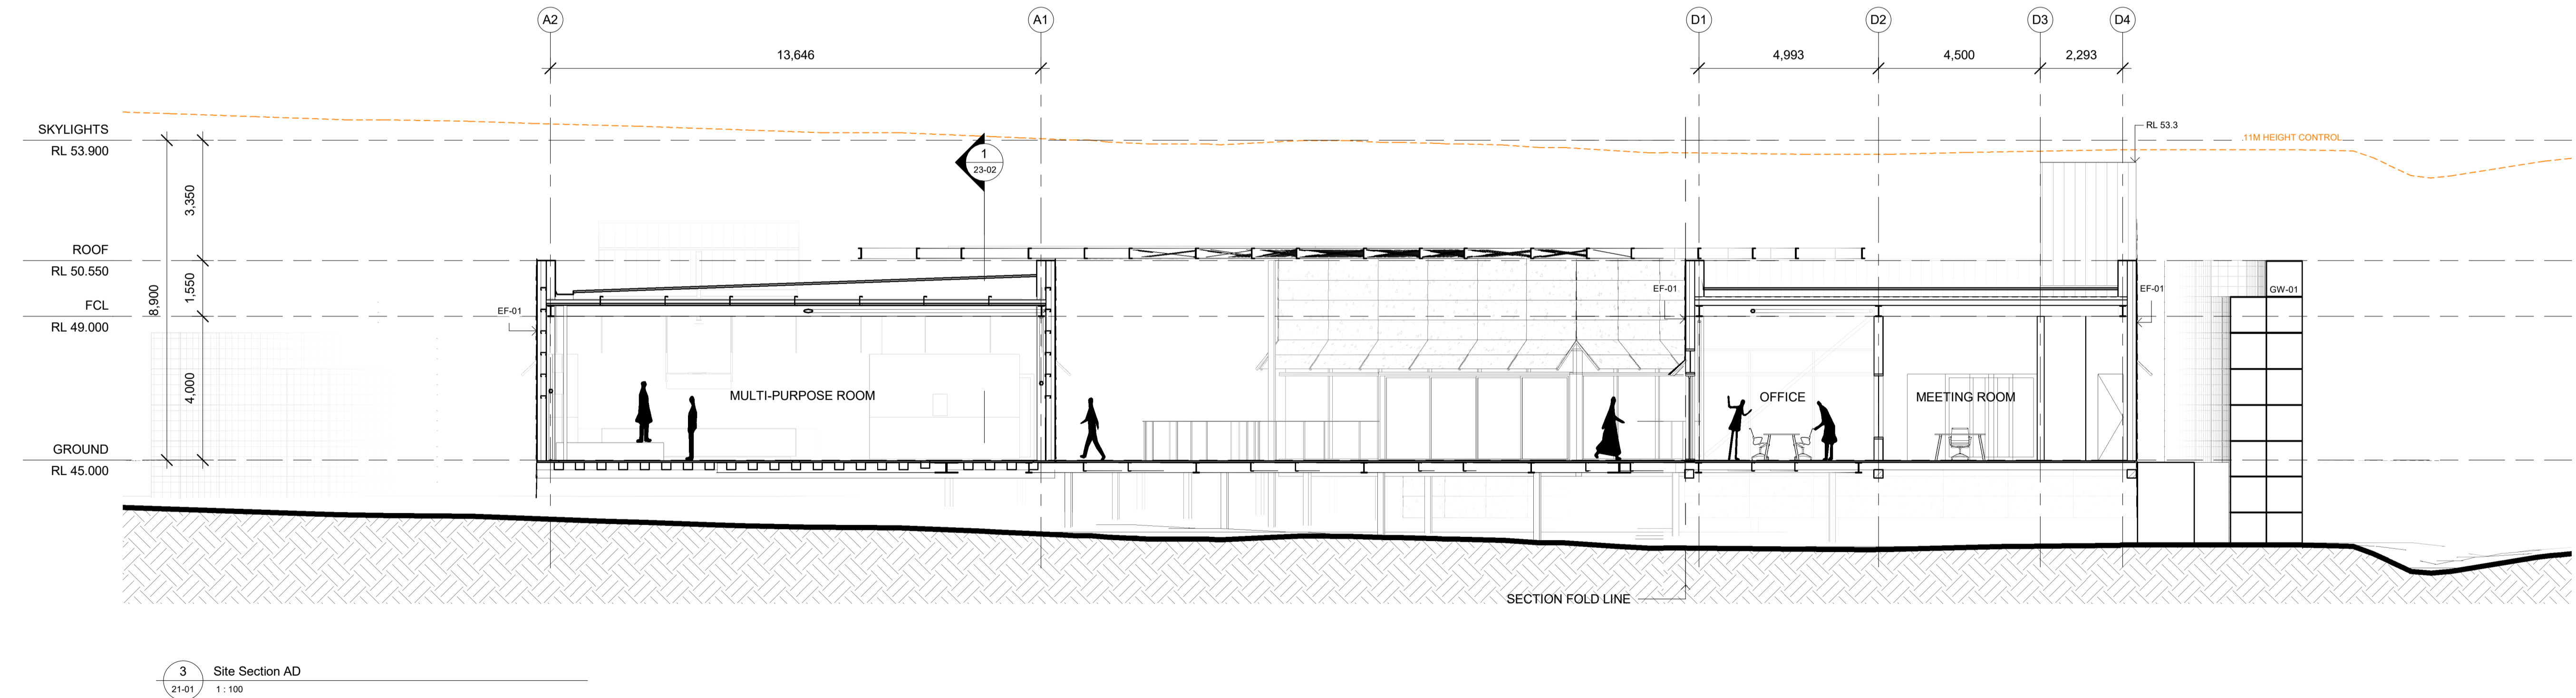 A2
A1
D1
D2
D3
D4
13,646
4,993
4,500
2,293
SKYLIGHTS
RL 53.900
RL 53.3
11M HEIGHT CONTROL
1
23-02
3,350
ROOF
RL 50.550
1,550
8,900
FCL
RL 49.000
EF-01
EF-01
EF-01
GW-01
4,000
MULTI-PURPOSE ROOM
OFFICE
MEETING ROOM
GROUND
RL 45.000
SECTION FOLD LINE
3
Site Section AD
21-01
1 : 100